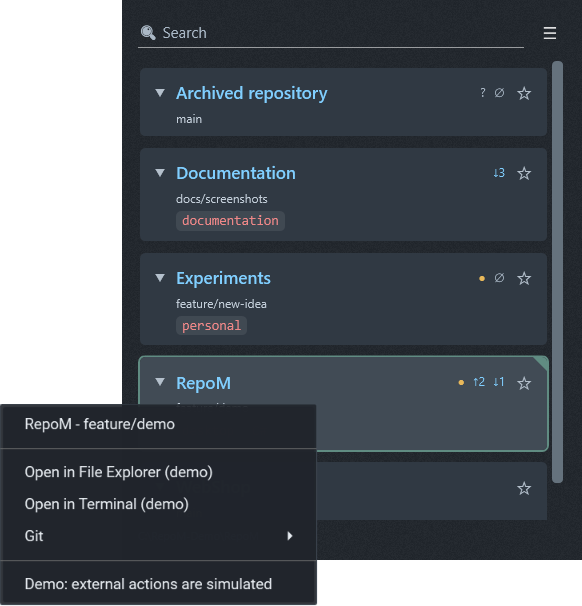 Search
Archived repository ? ∅
main
Documentation ↓3
docs/screenshots
documentation
Experiments ∅
feature/new-idea
personal
RepoM ↑2 ↓1
RepoM - feature/demo
Open in File Explorer (demo)
Open in Terminal (demo)
Git
Demo: external actions are simulated